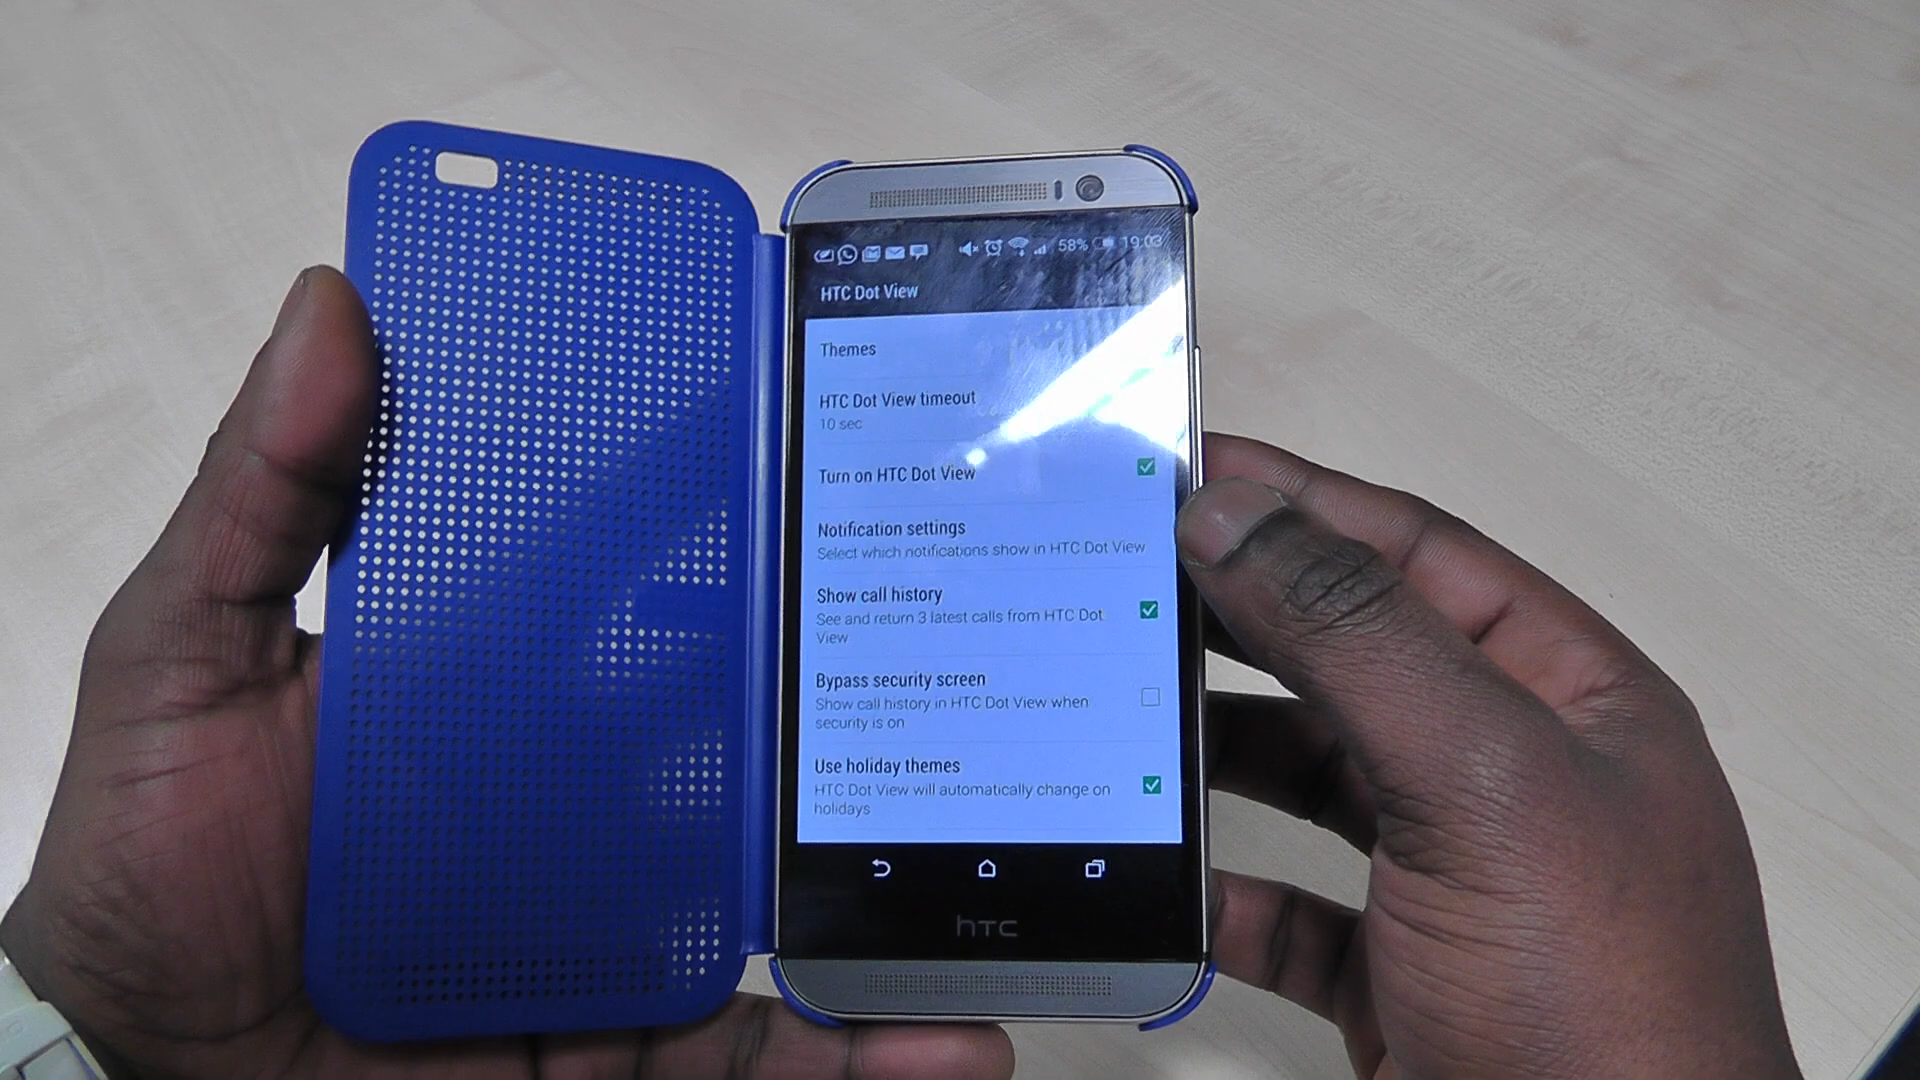 58% 19:03
HTC Dot View
Themes
HTC Dot View timeout
10 sec
Turn on HTC Dot View
Notification settings
Select which notifications show in HTC Dot View
Show call history
See and return 3 latest calls from HTC Dot
View
Bypass security screen
Show call history in HTC Dot View when
security is on
Use holiday themes
HTC Dot View will automatically change on
holidays
hTC